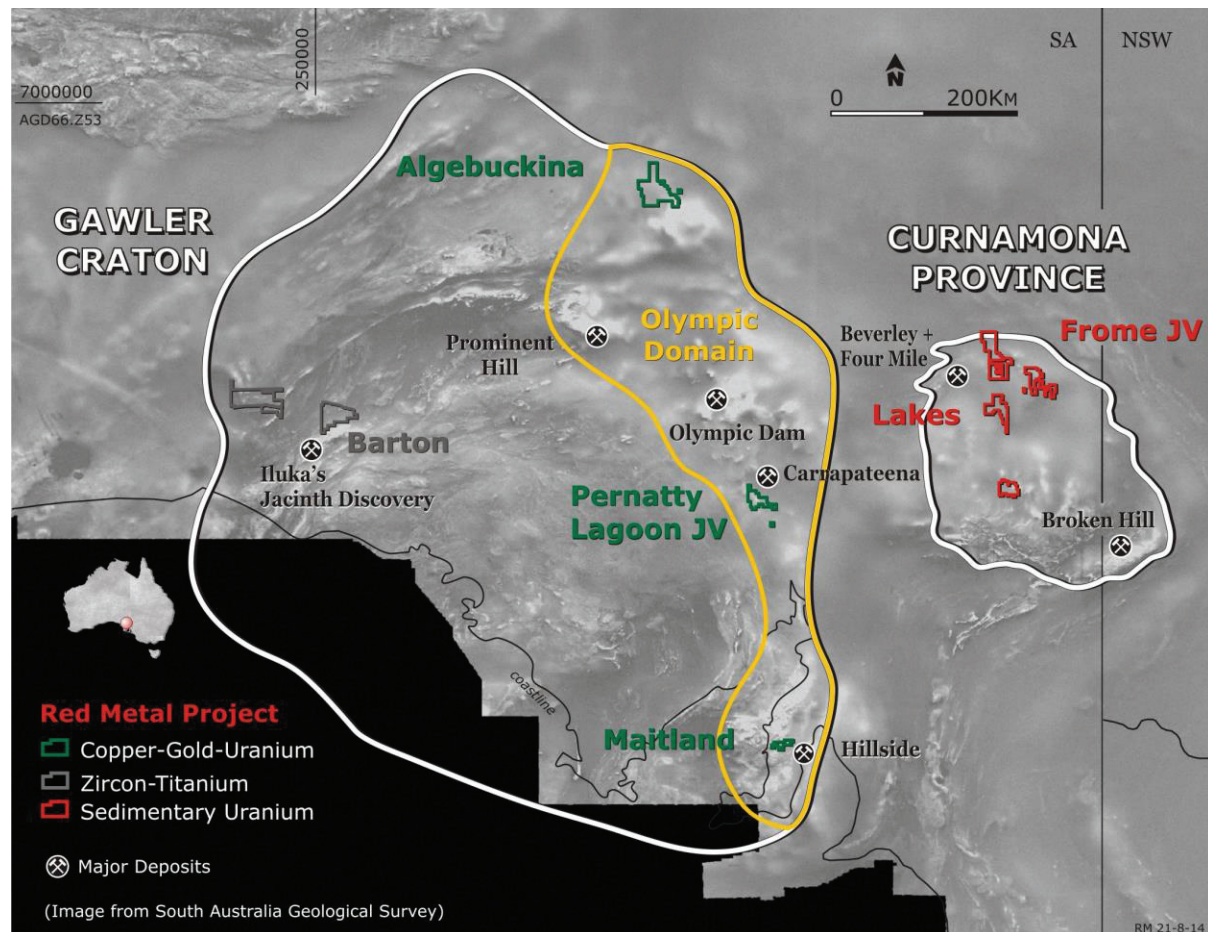 SA
NSW
250000
7000000
AGD66.Z53
N
0
200KM
Algebuckina
GAWLER
CRATON
CURNAMONA
PROVINCE
Olympic
Domain
Prominent
Hill
Beverley +
Four Mile
Frome JV
Lakes
Barton
Olympic Dam
Iluka's
Jacinth Discovery
Carrapateena
Pernatty
Lagoon JV
Broken Hill
coastline
Maitland
Hillside
Red Metal Project
Copper-Gold-Uranium
Zircon-Titanium
Sedimentary Uranium
Major Deposits
(Image from South Australia Geological Survey)
RM 21-8-14